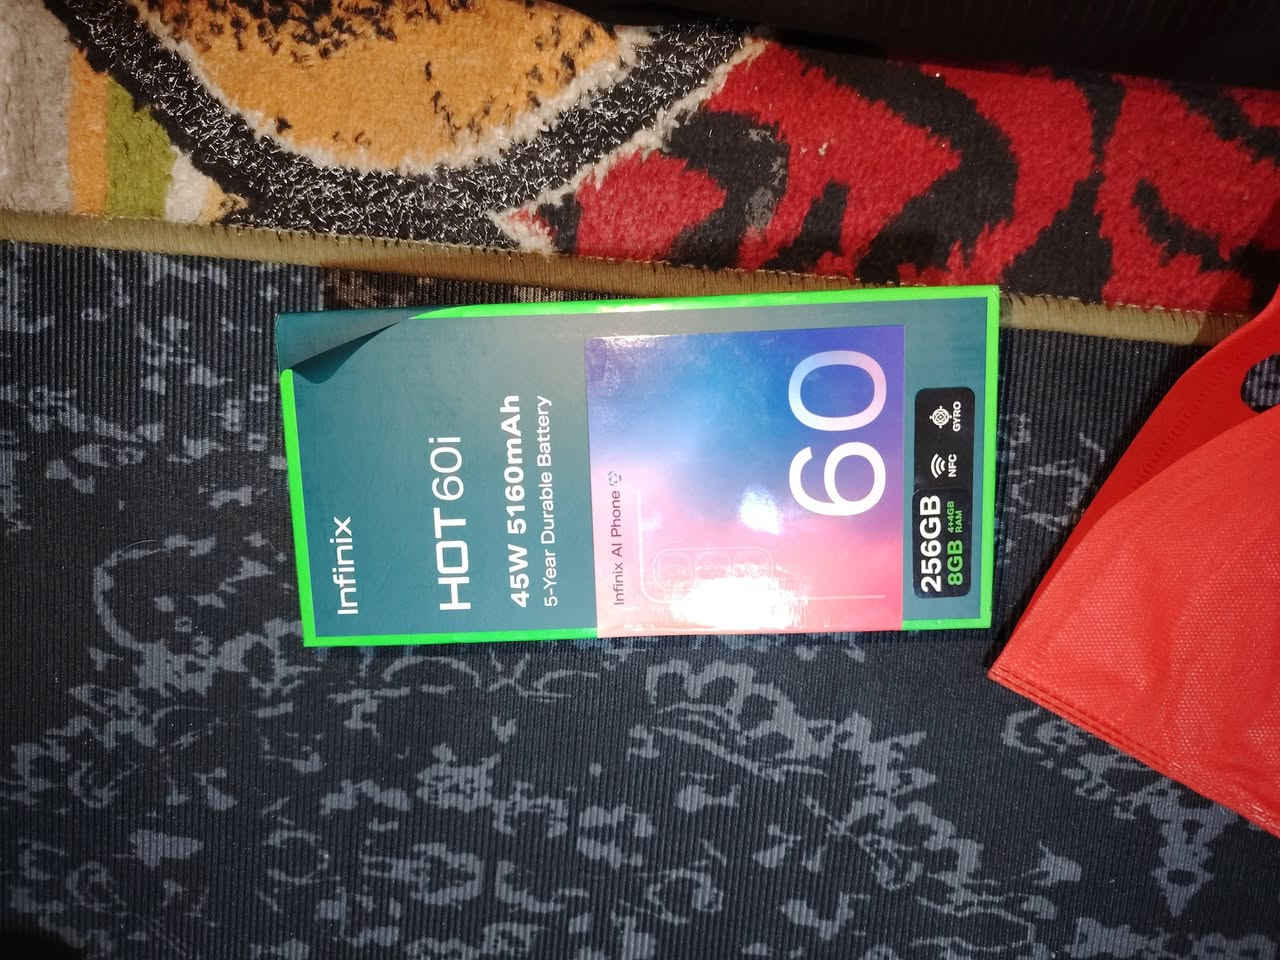 Infinix
HOT 60i
45W 5160mAh
5-Year Durable Battery
Infinix AI Phone
60
256GB
8GB 4+4GB RAM
NFC
GYRO